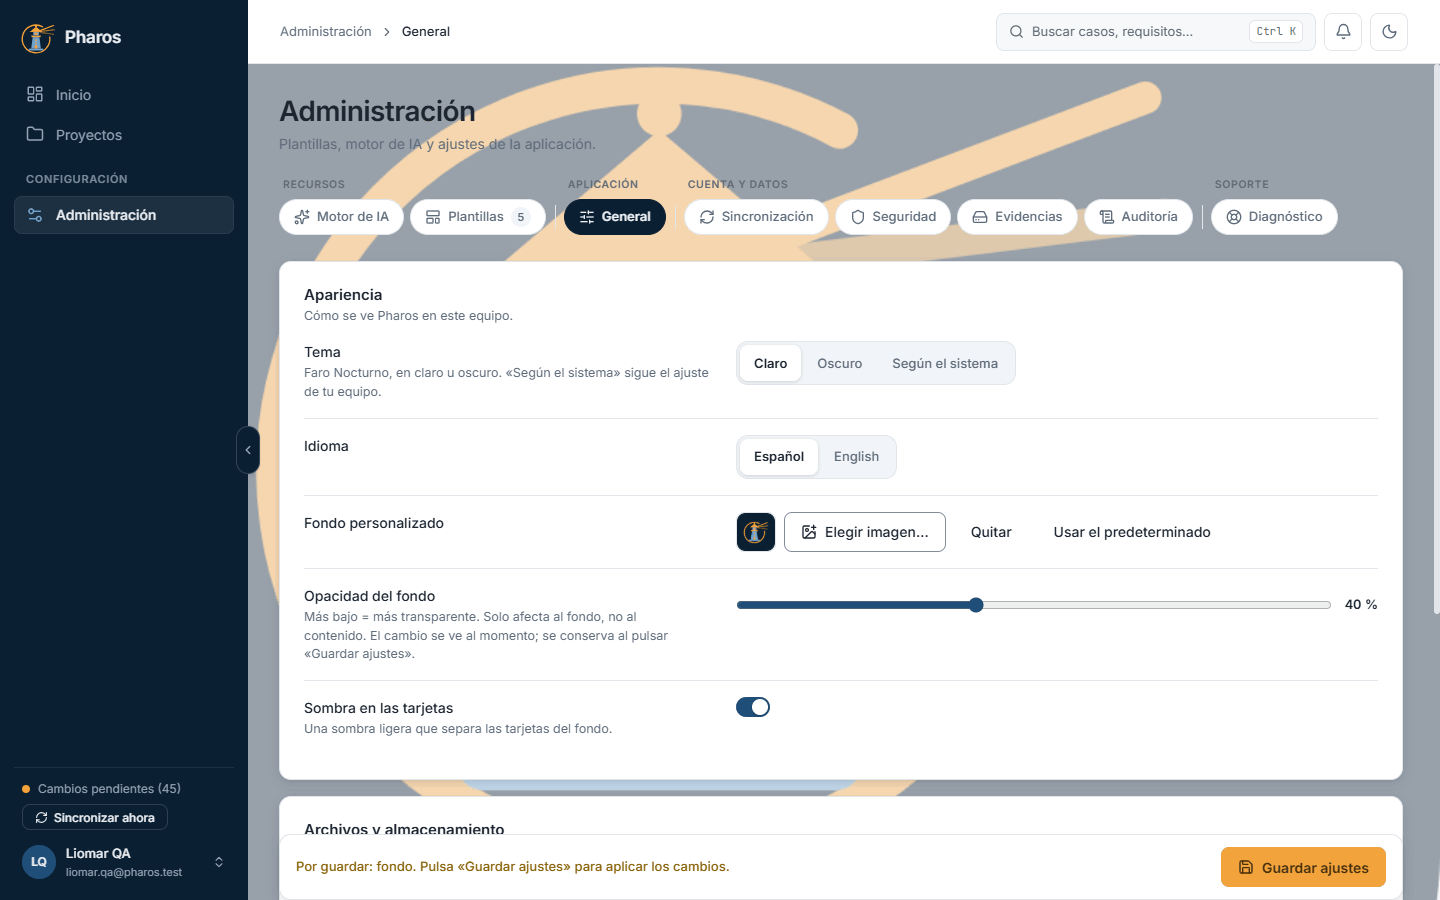 Pharos
Inicio
Proyectos
CONFIGURACIÓN
Administración
Cambios pendientes (45)
Sincronizar ahora
LQ
Liomar QA
liomar.qa@pharos.test
Administración
General
Buscar casos, requisitos...
Ctrl K
Administración
Plantillas, motor de IA y ajustes de la aplicación.
RECURSOS
APLICACIÓN
CUENTA Y DATOS
SOPORTE
Motor de IA
Plantillas 5
General
Sincronización
Seguridad
Evidencias
Auditoría
Diagnóstico
Apariencia
Cómo se ve Pharos en este equipo.
Tema
Faro Nocturno, en claro u oscuro. «Según el sistema» sigue el ajuste
de tu equipo.
Claro
Oscuro
Según el sistema
Idioma
Español
English
Fondo personalizado
Elegir imagen...
Quitar
Usar el predeterminado
Opacidad del fondo
Más bajo = más transparente. Solo afecta al fondo, no al
contenido. El cambio se ve al momento; se conserva al pulsar
«Guardar ajustes».
40 %
Sombra en las tarjetas
Una sombra ligera que separa las tarjetas del fondo.
Archivos y almacenamiento
Por guardar: fondo. Pulsa «Guardar ajustes» para aplicar los cambios.
Guardar ajustes